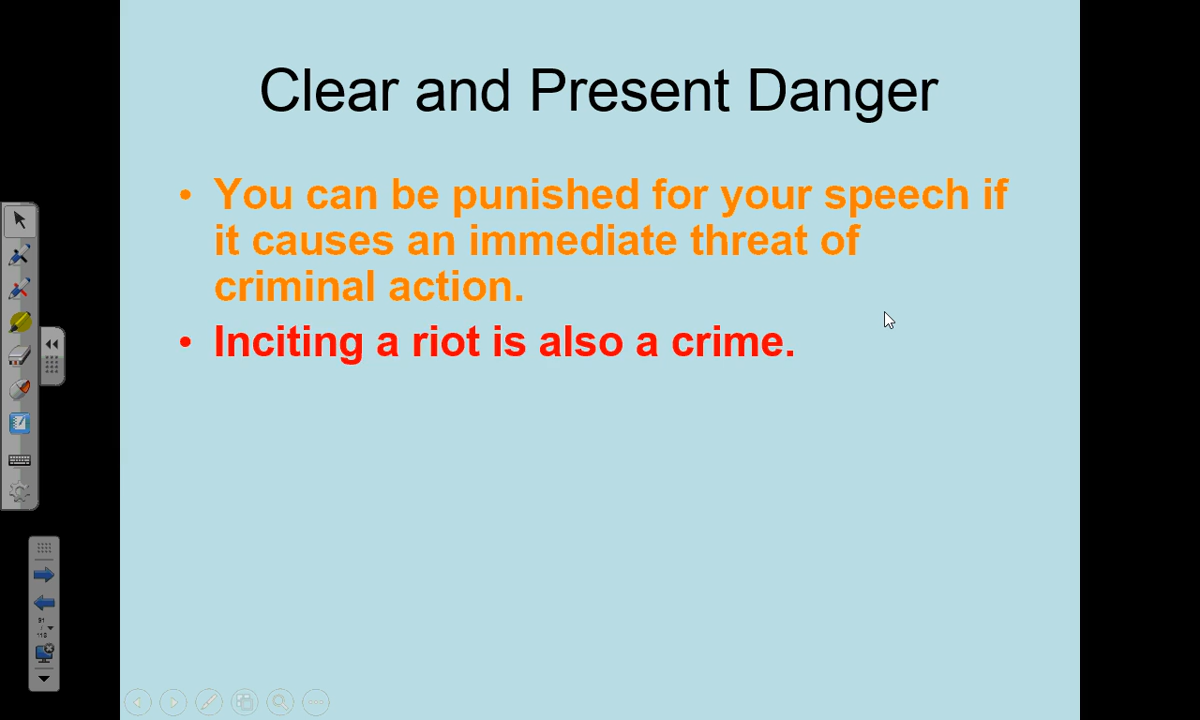 Clear and Present Danger
• You can be punished for your speech if
it causes an immediate threat of
criminal action.
• Inciting a riot is also a crime.